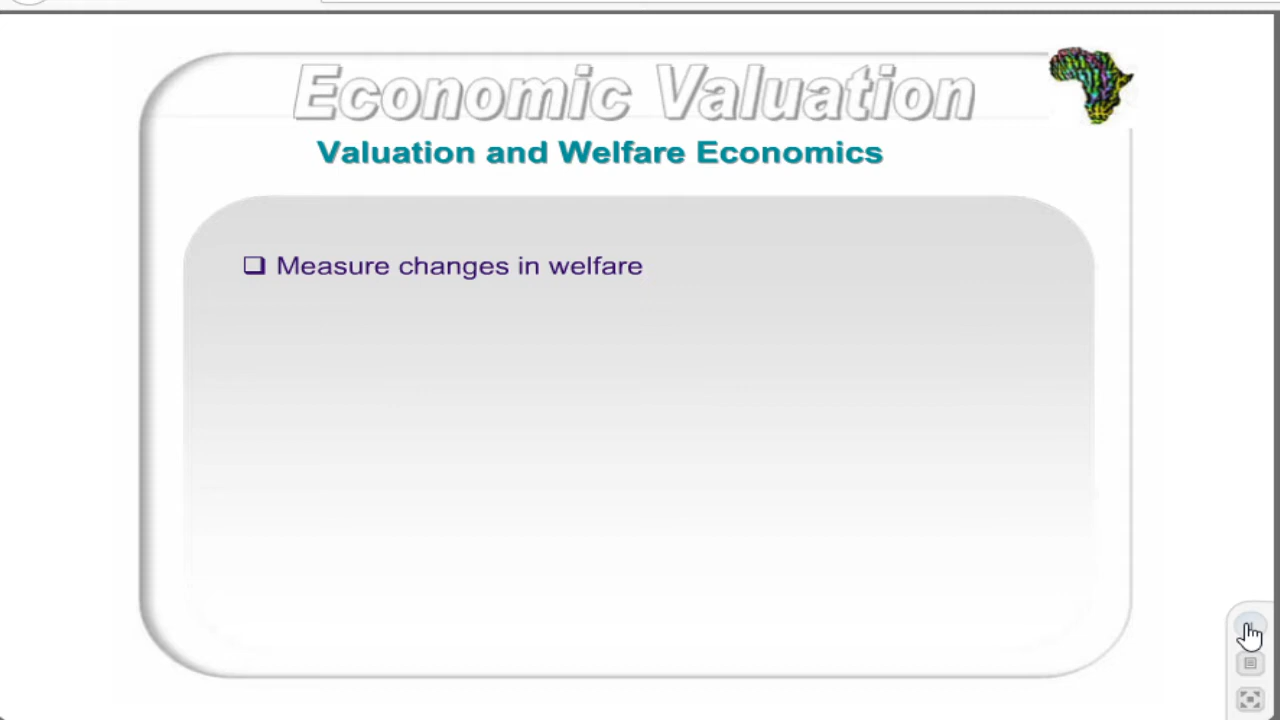 Economic Valuation
Valuation and Welfare Economics
❑ Measure changes in welfare